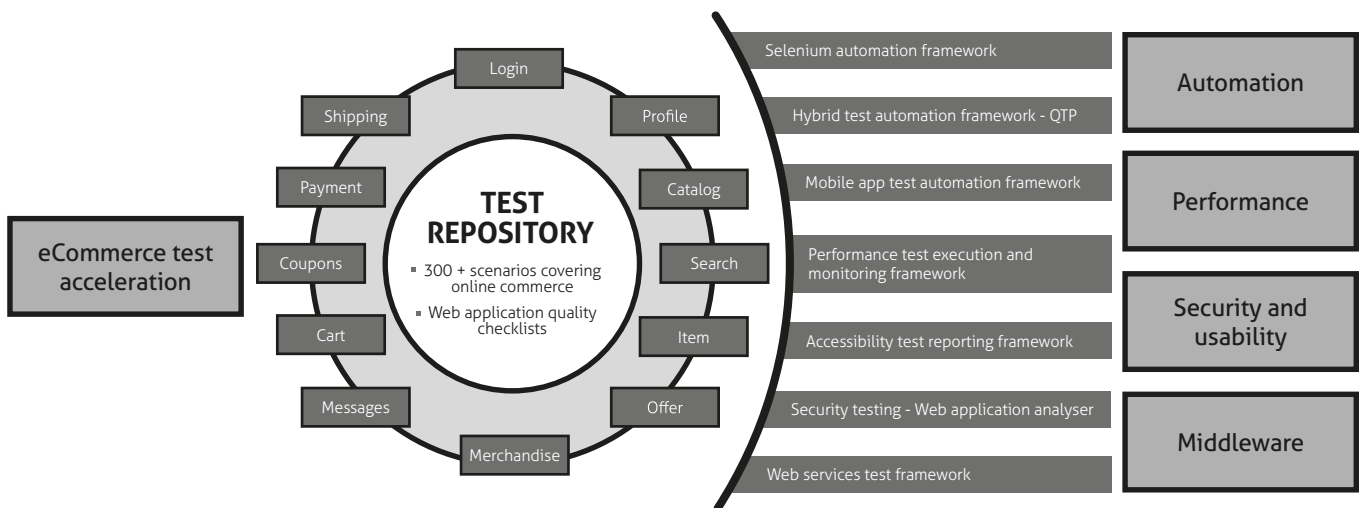 eCommerce test
acceleration
Login
Profile
Catalog
Search
Item
Offer
Merchandise
Messages
Cart
Coupons
Payment
Shipping
TEST
REPOSITORY
▪ 300 + scenarios covering
online commerce
▪ Web application quality
checklists
Selenium automation framework
Hybrid test automation framework - QTP
Mobile app test automation framework
Performance test execution and
monitoring framework
Accessibility test reporting framework
Security testing - Web application analyser
Web services test framework
Automation
Performance
Security and
usability
Middleware